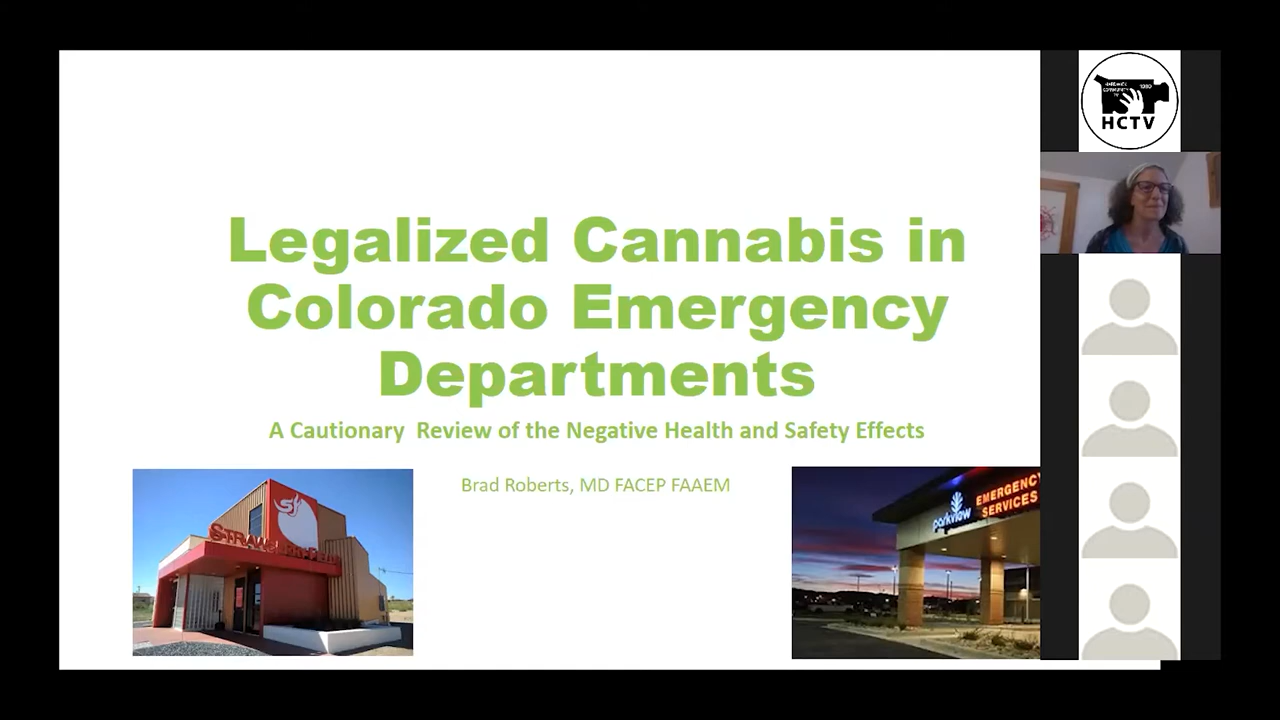 Legalized Cannabis in
Colorado Emergency
Departments
A Cautionary Review of the Negative Health and Safety Effects
Brad Roberts, MD FACEP FAAEM
parkview
EMERGENCY
SERVICES
HCTV